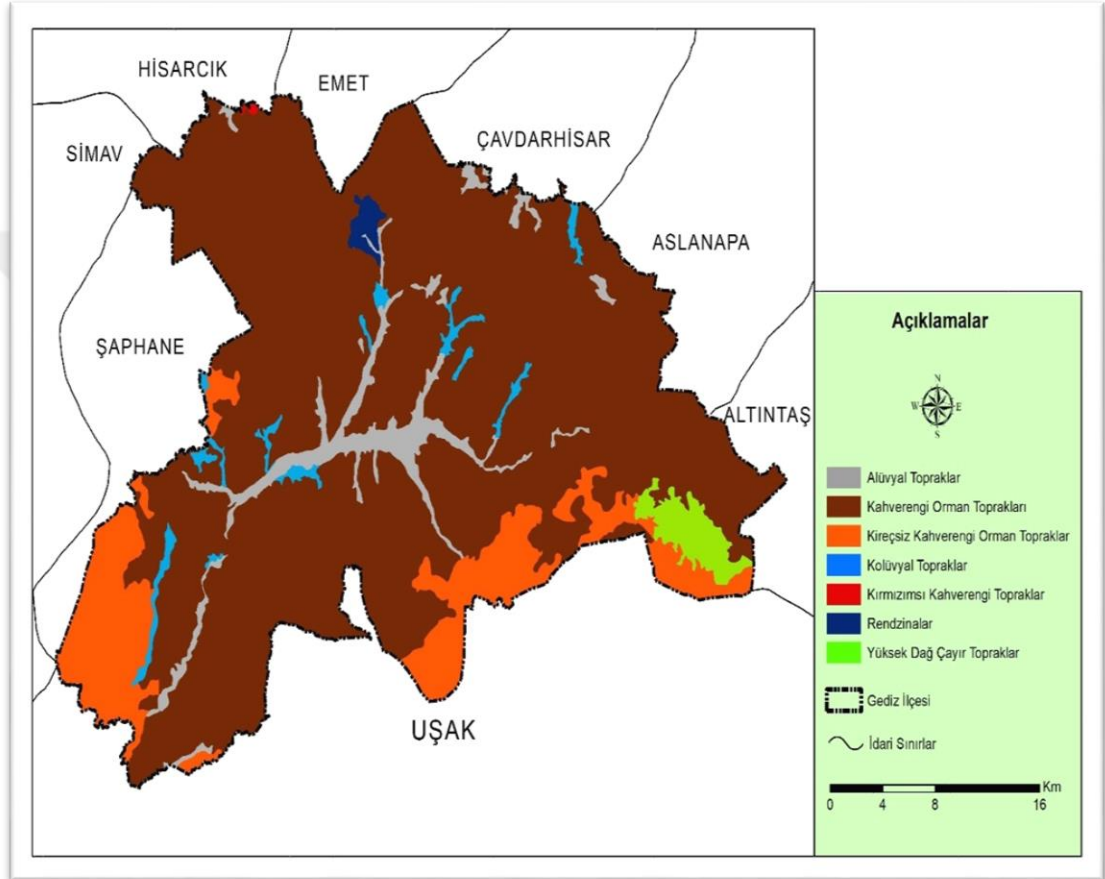 HİSARCIK
EMET
SİMAV
ÇAVDARHİSAR
ASLANAPA
ŞAPHANE
ALTINTAŞ
UŞAK
Açıklamalar
N
W E
S
Alüvyal Topraklar
Kahverengi Orman Toprakları
Kireçsiz Kahverengi Orman Topraklar
Kolüvyal Topraklar
Kırmızımsı Kahverengi Topraklar
Rendzinalar
Yüksek Dağ Çayır Topraklar
Gediz İlçesi
İdari Sınırlar
Km
0 4 8 16